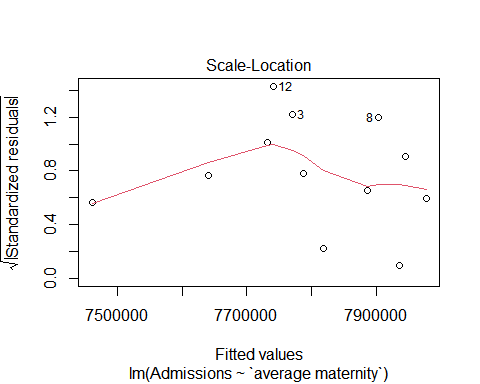 Scale-Location
√|Standardized residuals|
0.0
0.4
0.8
1.2
12
3
8
7500000
7700000
7900000
Fitted values
lm(Admissions ~ `average maternity`)